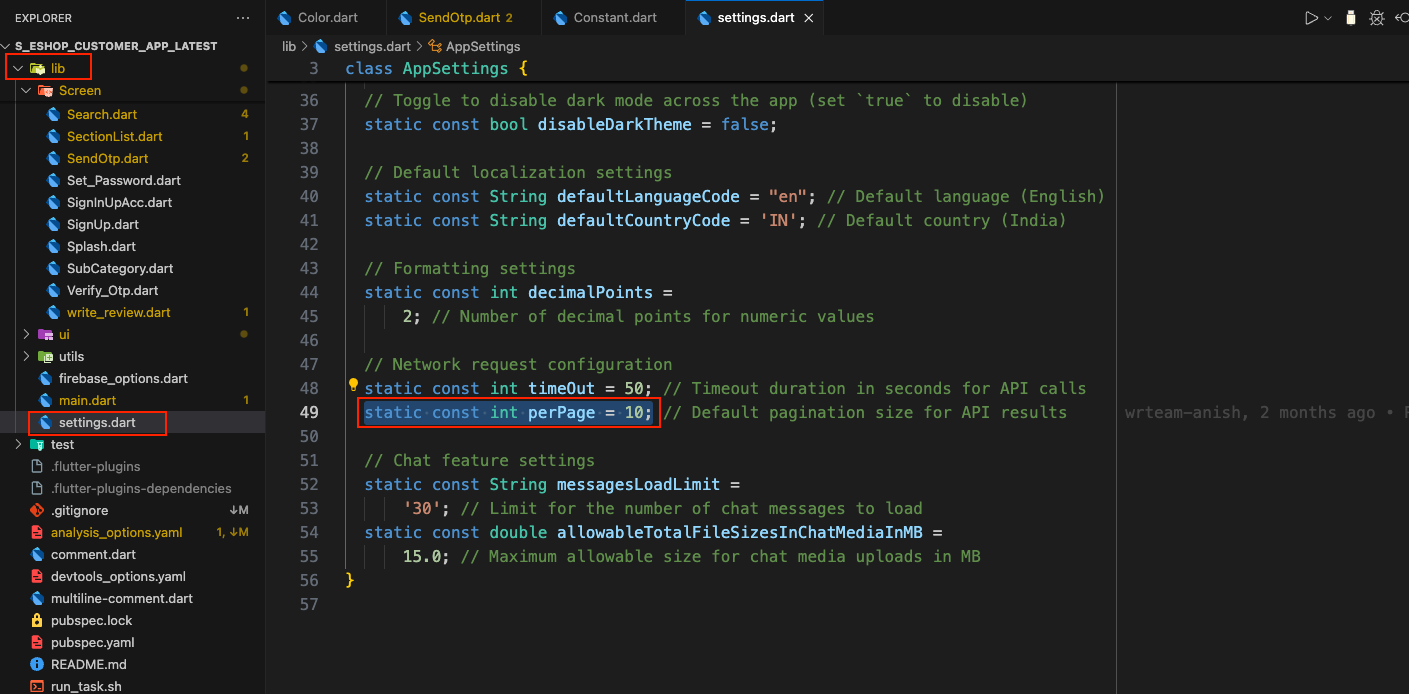 EXPLORER
S_ESHOP_CUSTOMER_APP_LATEST
lib
Screen
Search.dart 4
SectionList.dart 1
SendOtp.dart 2
Set_Password.dart
SignInUpAcc.dart
SignUp.dart
Splash.dart
SubCategory.dart
Verify_Otp.dart
write_review.dart 1
ui
utils
firebase_options.dart
main.dart 1
settings.dart
test
.flutter-plugins
.flutter-plugins-dependencies
.gitignore ↓M
analysis_options.yaml 1, ↓M
comment.dart
devtools_options.yaml
multiline-comment.dart
pubspec.lock
pubspec.yaml
README.md
run_task.sh
Color.dart SendOtp.dart 2 Constant.dart settings.dart
lib > settings.dart > AppSettings
3 class AppSettings {
36 // Toggle to disable dark mode across the app (set `true` to disable)
37 static const bool disableDarkTheme = false;
38
39 // Default localization settings
40 static const String defaultLanguageCode = "en"; // Default language (English)
41 static const String defaultCountryCode = 'IN'; // Default country (India)
42
43 // Formatting settings
44 static const int decimalPoints =
45 2; // Number of decimal points for numeric values
46
47 // Network request configuration
48 static const int timeOut = 50; // Timeout duration in seconds for API calls
49 static const int perPage = 10; // Default pagination size for API results wrteam-anish, 2 months ago •
50
51 // Chat feature settings
52 static const String messagesLoadLimit =
53 '30'; // Limit for the number of chat messages to load
54 static const double allowableTotalFileSizesInChatMediaInMB =
55 15.0; // Maximum allowable size for chat media uploads in MB
56 }
57